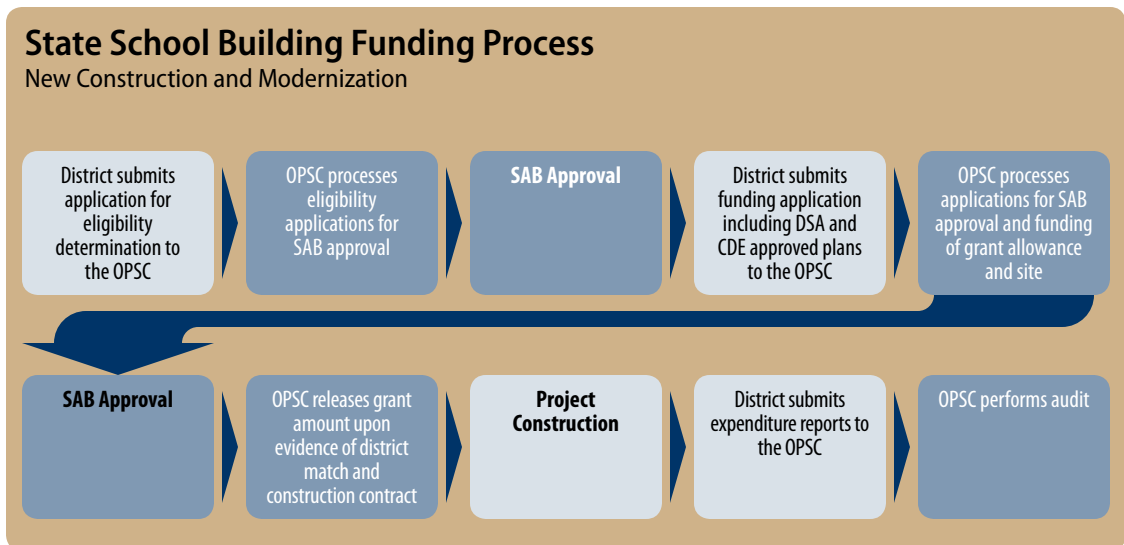 State School Building Funding Process
New Construction and Modernization
District submits
application for
eligibility
determination to
the OPSC
OPSC processes
eligibility
applications for
SAB approval
SAB Approval
District submits
funding application
including DSA and
CDE approved plans
to the OPSC
OPSC processes
applications for SAB
approval and funding
of grant allowance
and site
SAB Approval
OPSC releases grant
amount upon
evidence of district
match and
construction contract
Project
Construction
District submits
expenditure reports to
the OPSC
OPSC performs audit